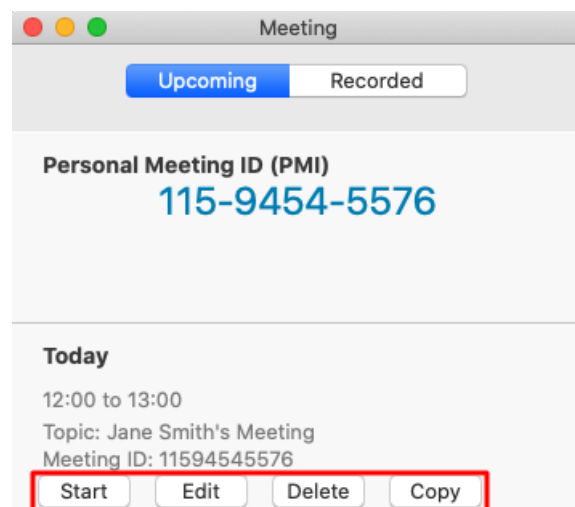 Meeting
Upcoming Recorded
Personal Meeting ID (PMI)
115-9454-5576
Today
12:00 to 13:00
Topic: Jane Smith's Meeting
Meeting ID: 11594545576
Start Edit Delete Copy